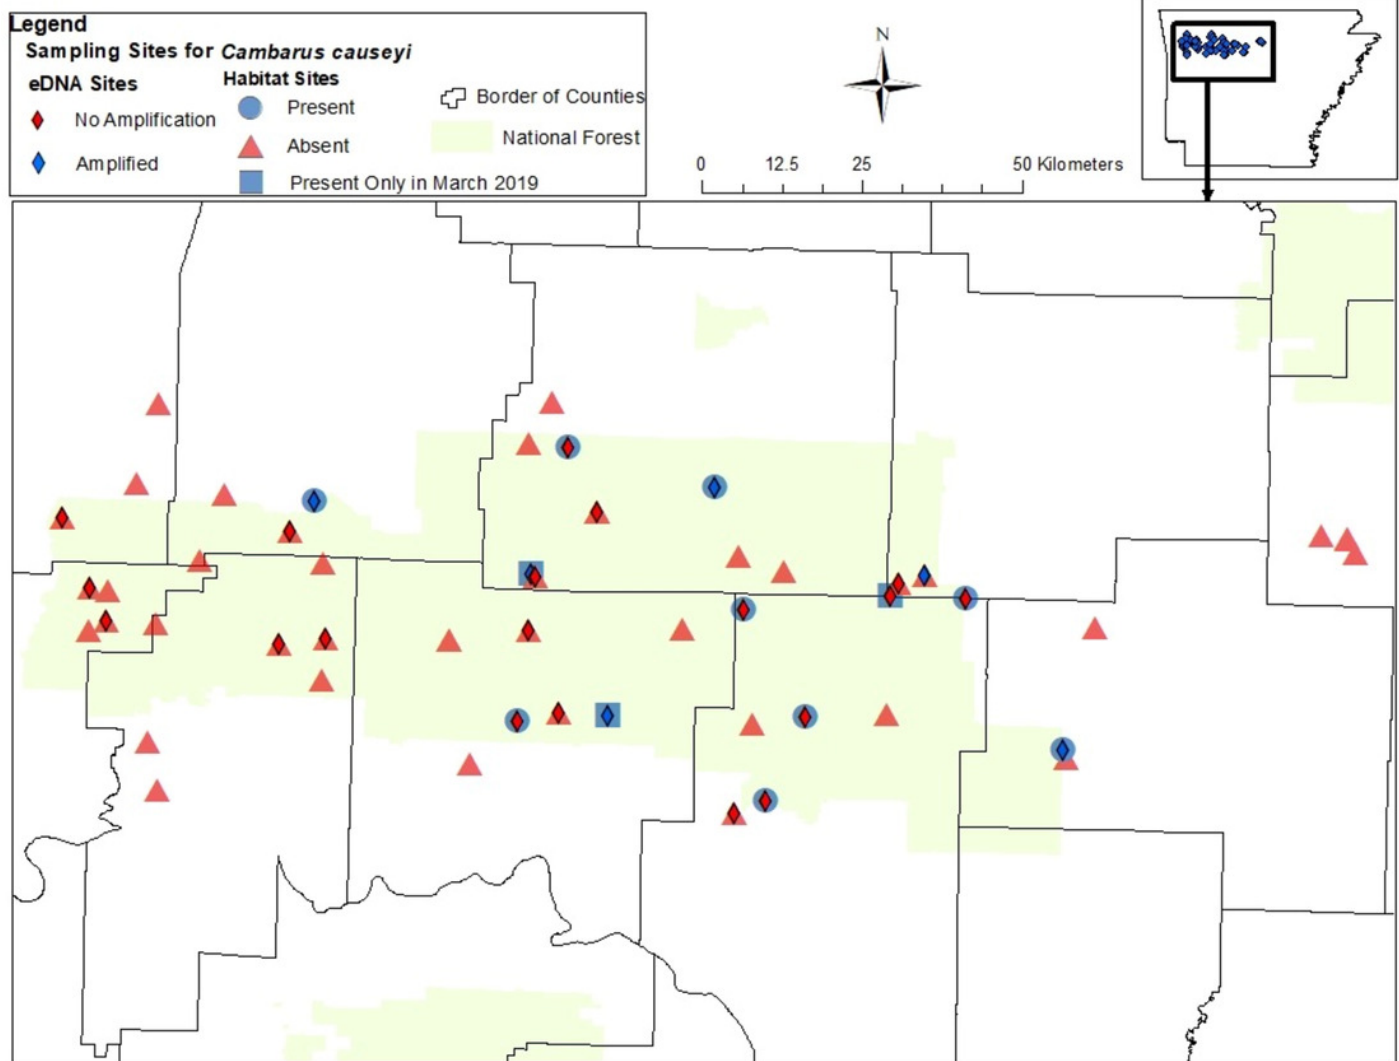 Legend
Sampling Sites for Cambarus causeyi
eDNA Sites
Habitat Sites
No Amplification
Amplified
Present
Absent
Present Only in March 2019
Border of Counties
National Forest
N
0 12.5 25 50 Kilometers